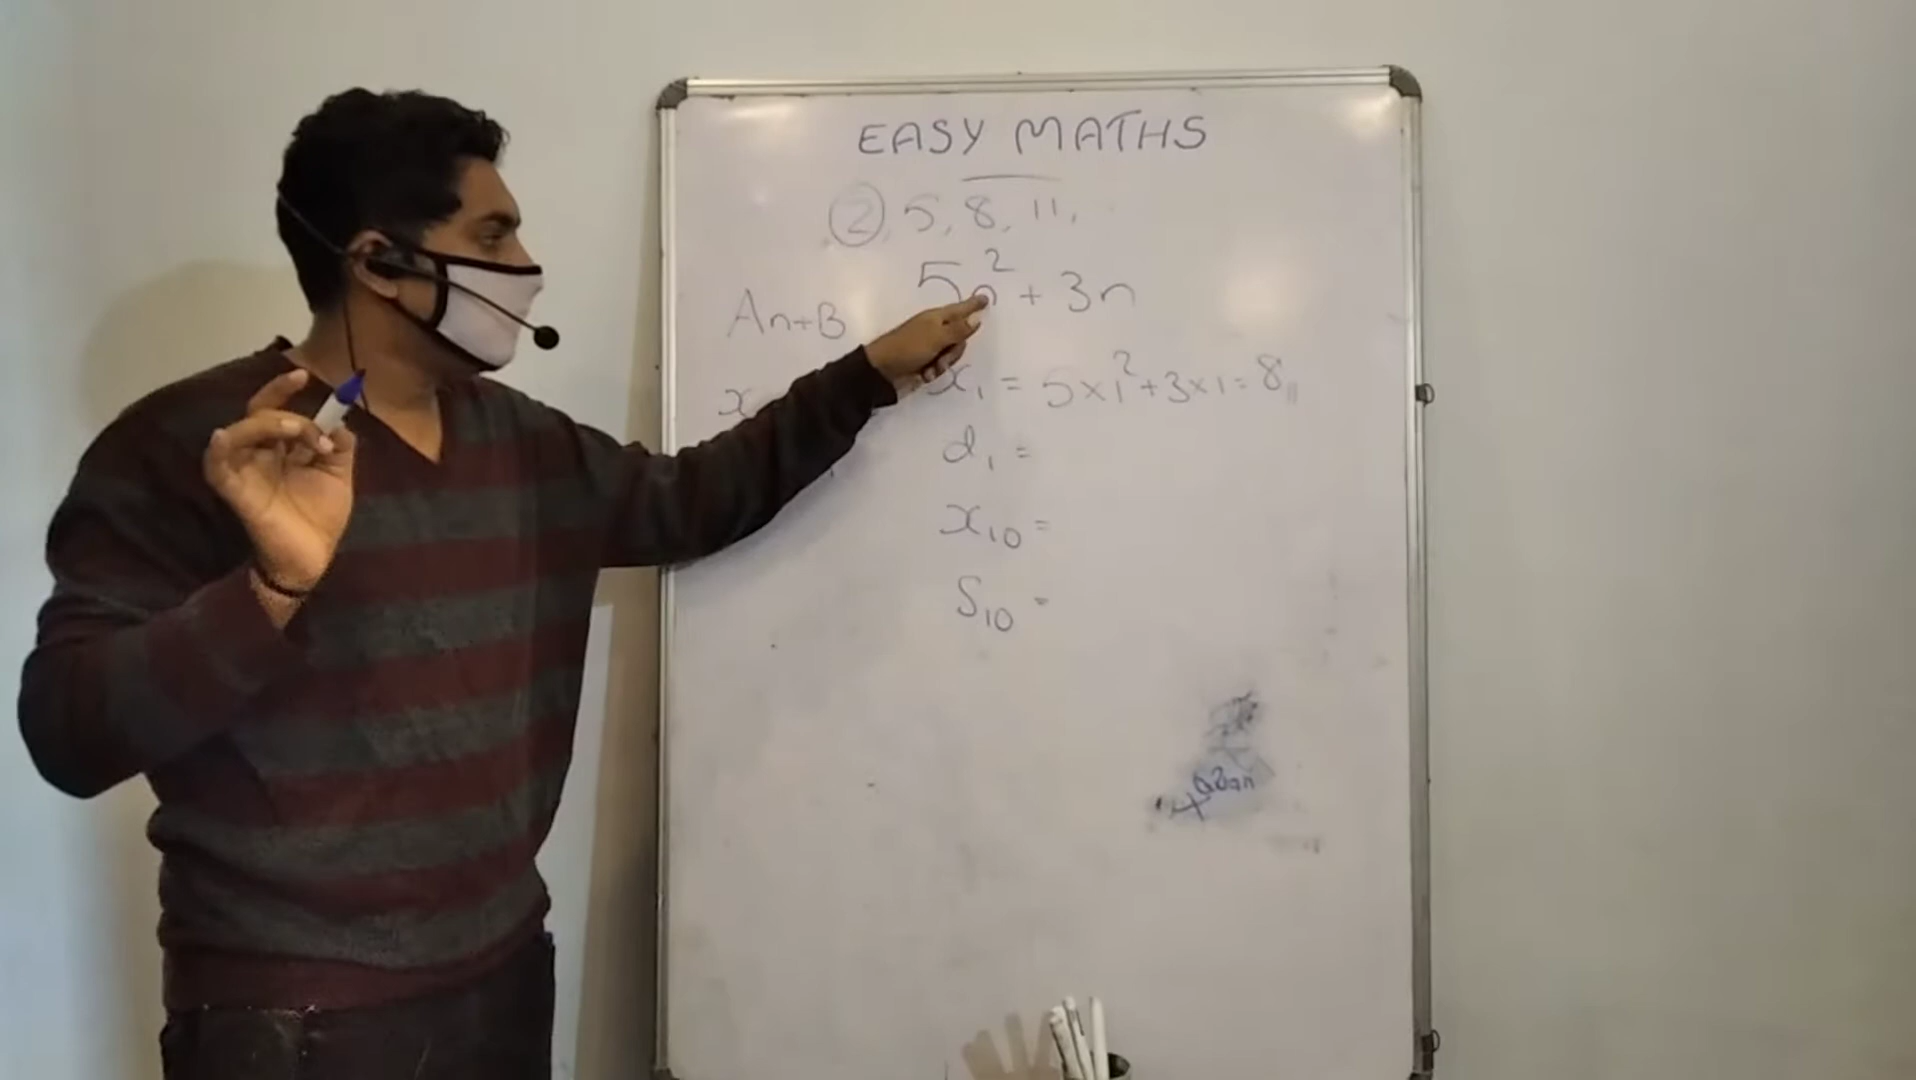 EASY MATHS
2, 5, 8, 11,
5n² + 3n
An+B
x
x₁ = 5×1²+3×1=8
d₁ =
x₁₀ =
S₁₀ =